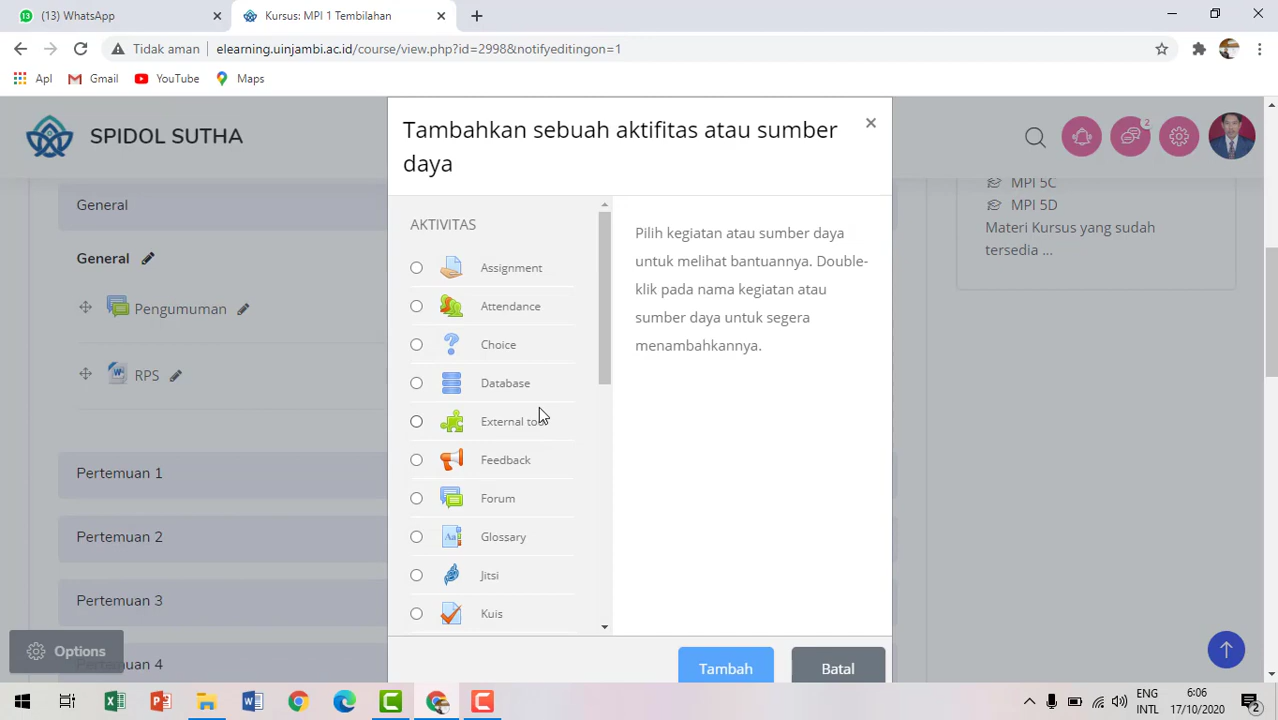 (13) WhatsApp
Kursus: MPI 1 Tembilahan
Tidak aman
elearning.uinjambi.ac.id/course/view.php?id=2998&notifyeditingon=1
Apl
Gmail
YouTube
Maps
SPIDOL SUTHA
2
General
General
Pengumuman
RPS
Pertemuan 1
Pertemuan 2
Pertemuan 3
Pertemuan 4
Options
Tambahkan sebuah aktifitas atau sumber
daya
AKTIVITAS
Assignment
Attendance
Choice
Database
External tool
Feedback
Forum
Glossary
Jitsi
Kuis
Pilih kegiatan atau sumber daya
untuk melihat bantuannya. Double-
klik pada nama kegiatan atau
sumber daya untuk segera
menambahkannya.
Tambah
Batal
MPI 5C
MPI 5D
Materi Kursus yang sudah
tersedia ...
ENG
INTL
6:06
17/10/2020
2